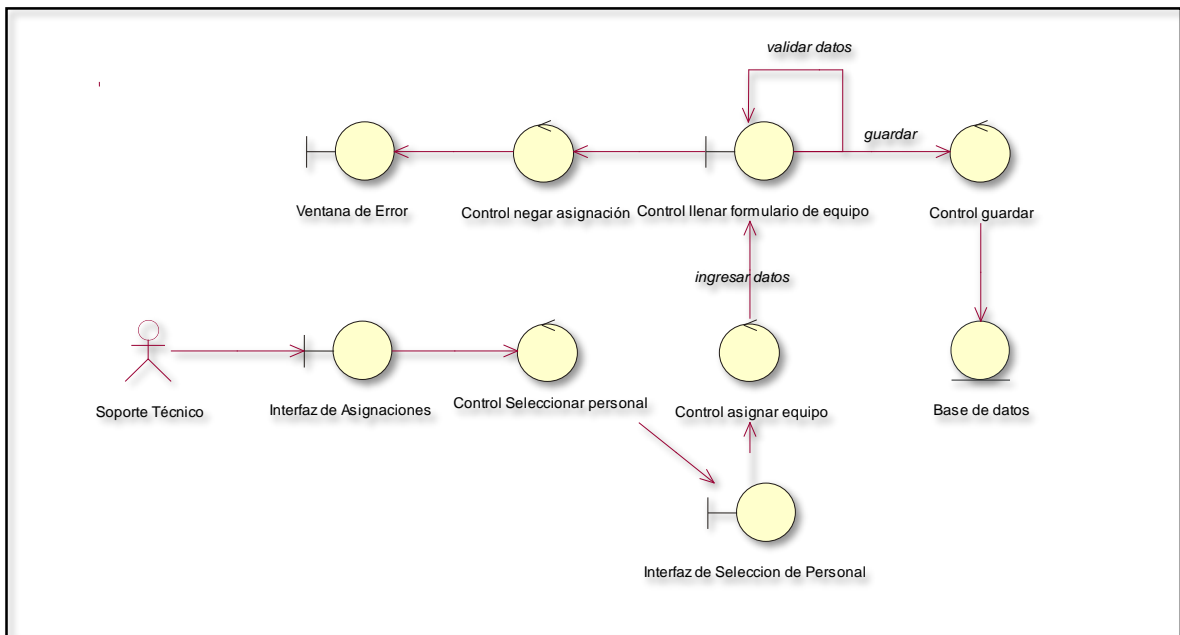 validar datos
guardar
Ventana de Error
Control negar asignación
Control llenar formulario de equipo
Control guardar
ingresar datos
Soporte Técnico
Interfaz de Asignaciones
Control Seleccionar personal
Control asignar equipo
Base de datos
Interfaz de Seleccion de Personal